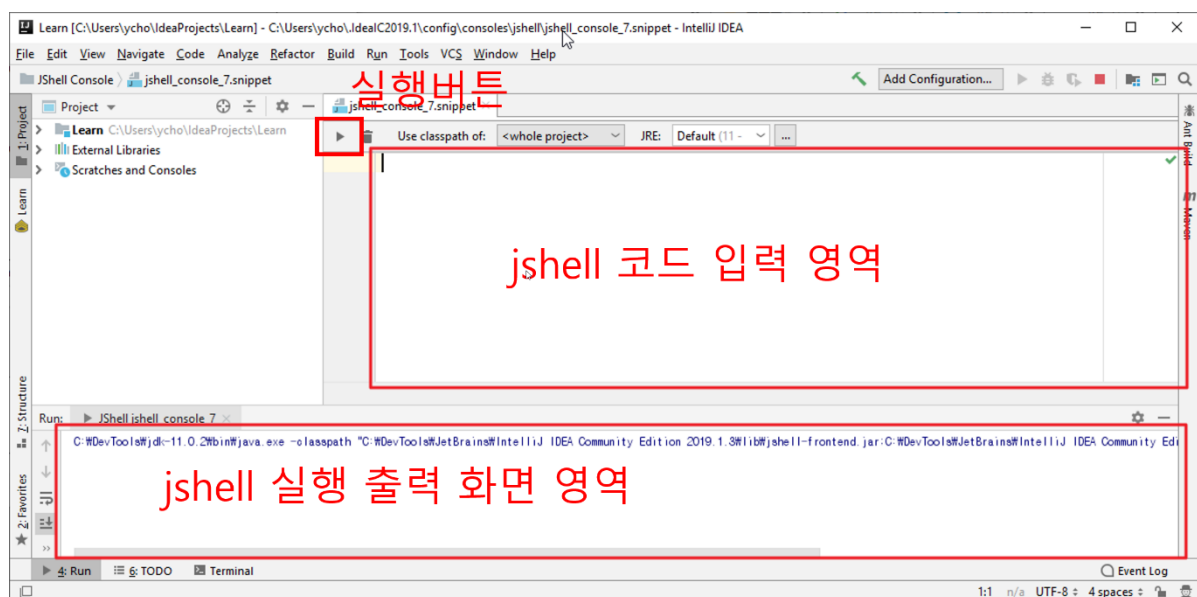 Learn [C:\Users\ycho\IdeaProjects\Learn] - C:\Users\ycho\.IdeaIC2019.1\config\consoles\jshell\jshell_console_7.snippet - IntelliJ IDEA
File Edit View Navigate Code Analyze Refactor Build Run Tools VCS Window Help
JShell Console jshell_console_7.snippet
실행버튼
Add Configuration...
Project
jshell_console_7.snippet
Learn C:\Users\ycho\IdeaProjects\Learn
Use classpath of: <whole project> JRE: Default (11 - ...
External Libraries
Scratches and Consoles
1: Project
Learn
Z: Structure
2: Favorites
Ant Build
m Maven
jshell 코드 입력 영역
Run: JShell jshell_console_7
C:₩DevTools₩jdk-11.0.2₩bin₩java.exe -classpath "C:₩DevTools₩JetBrains₩IntelliJ IDEA Community Edition 2019.1.3₩lib₩jshell-frontend.jar:C:₩DevTools₩JetBrains₩IntelliJ IDEA Community Edi
jshell 실행 출력 화면 영역
4: Run 6: TODO Terminal Event Log
1:1 n/a UTF-8 4 spaces